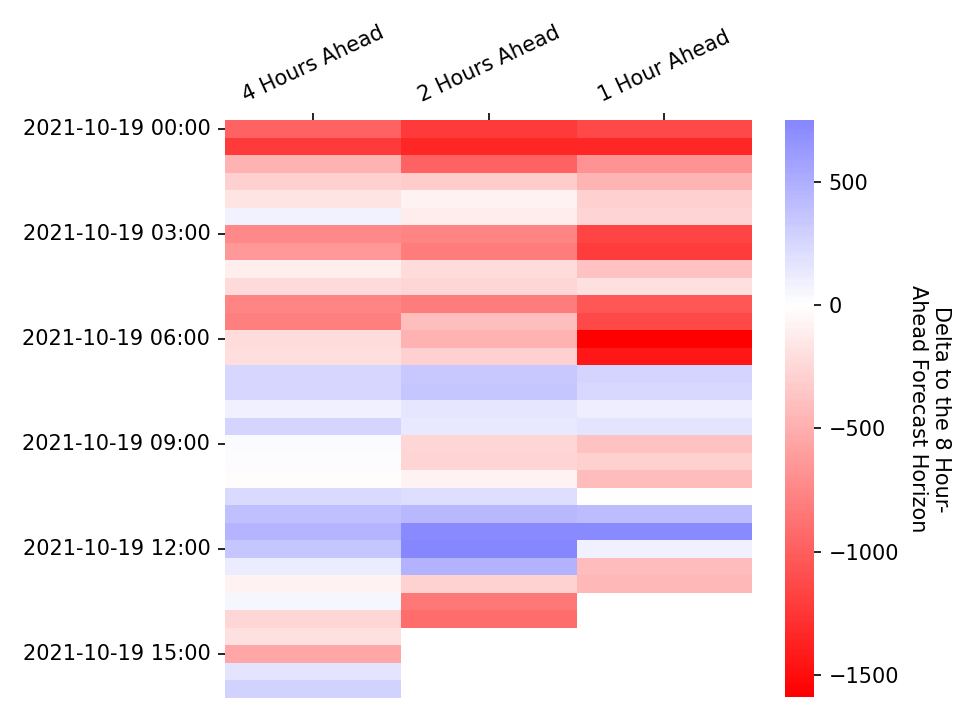 4 Hours Ahead
2 Hours Ahead
1 Hour Ahead
2021-10-19 00:00
2021-10-19 03:00
2021-10-19 06:00
2021-10-19 09:00
2021-10-19 12:00
2021-10-19 15:00
500
0
−500
−1000
−1500
Delta to the 8 Hour-
Ahead Forecast Horizon